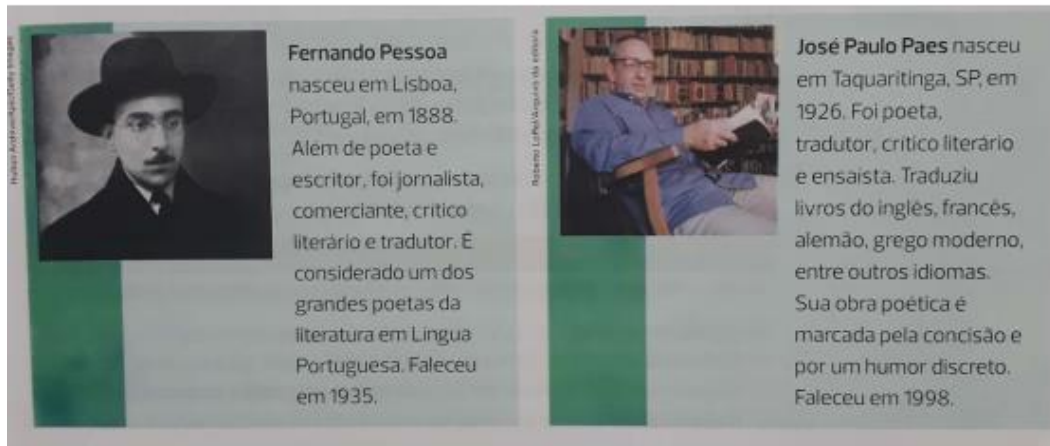 Fernando Pessoa
nasceu em Lisboa,
Portugal, em 1888.
Além de poeta e
escritor, foi jornalista,
comerciante, crítico
literário e tradutor. É
considerado um dos
grandes poetas da
literatura em Língua
Portuguesa. Faleceu
em 1935.
José Paulo Paes nasceu
em Taquaritinga, SP, em
1926. Foi poeta,
tradutor, crítico literário
e ensaísta. Traduziu
livros do inglês, francês,
alemão, grego moderno,
entre outros idiomas.
Sua obra poética é
marcada pela concisão e
por um humor discreto.
Faleceu em 1998.